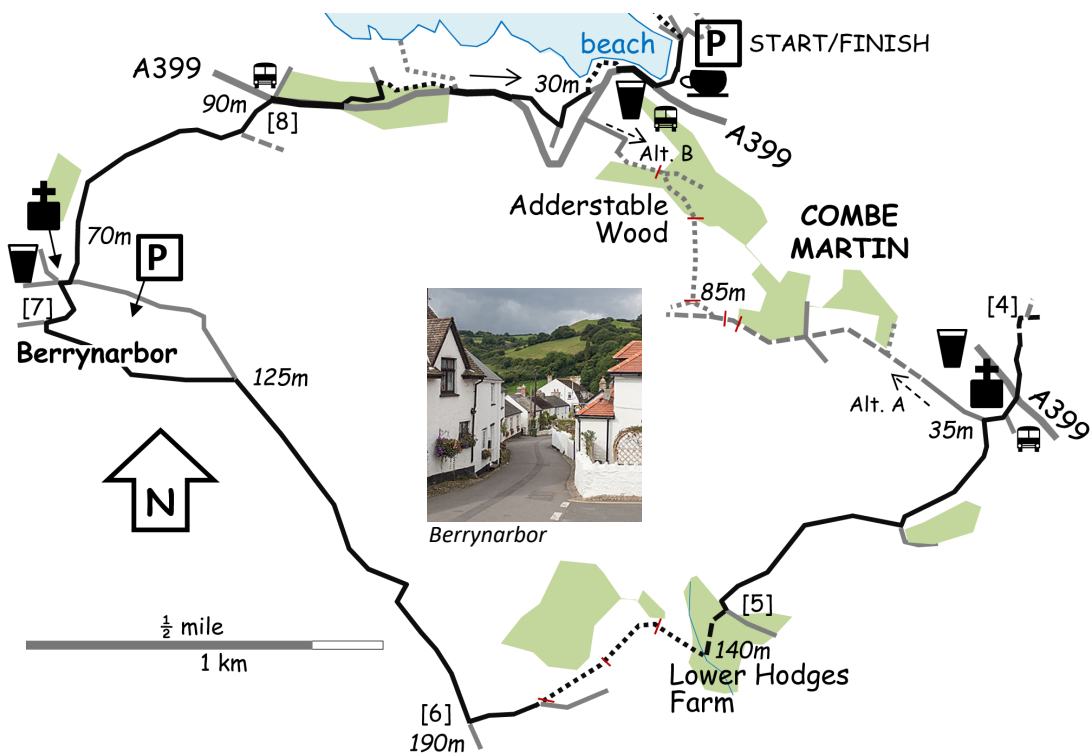 beach
P START/FINISH
A399
30m
90m
[8]
A399
Alt. B
Adderstable
Wood
COMBE
MARTIN
70m
P
85m
[4]
[7]
Berrynarbor
125m
Alt. A
A399
35m
N
Berrynarbor
½ mile
1 km
[5]
140m
Lower Hodges
Farm
[6]
190m